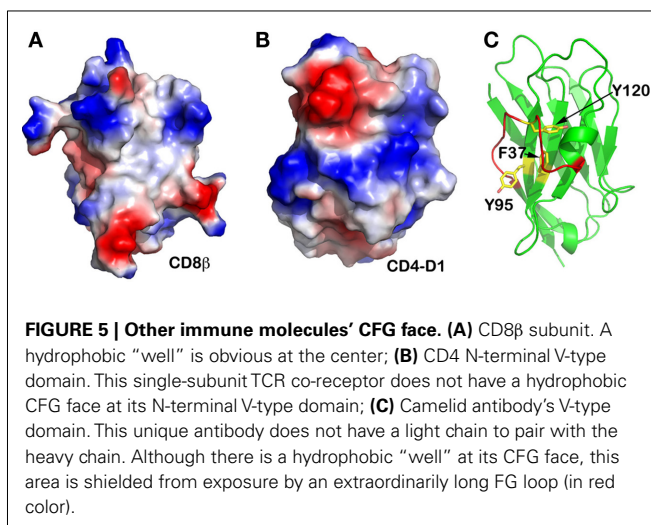 A
B
C
Y120
F37
Y95
CD8β
CD4-D1
FIGURE 5 | Other immune molecules' CFG face. (A) CD8β subunit. A
hydrophobic "well" is obvious at the center; (B) CD4 N-terminal V-type
domain. This single-subunit TCR co-receptor does not have a hydrophobic
CFG face at its N-terminal V-type domain; (C) Camelid antibody's V-type
domain. This unique antibody does not have a light chain to pair with the
heavy chain. Although there is a hydrophobic "well" at its CFG face, this
area is shielded from exposure by an extraordinarily long FG loop (in red
color).